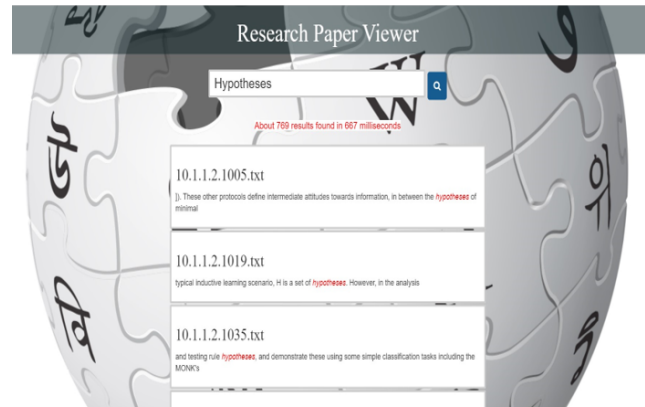 Research Paper Viewer
Hypotheses
About 769 results found in 667 milliseconds
10.1.1.2.1005.txt
]). These other protocols define intermediate attitudes towards information, in between the hypotheses of
minimal
10.1.1.2.1019.txt
typical inductive learning scenario, H is a set of hypotheses. However, in the analysis
10.1.1.2.1035.txt
and testing rule hypotheses, and demonstrate these using some simple classification tasks including the
MONK's
W
위